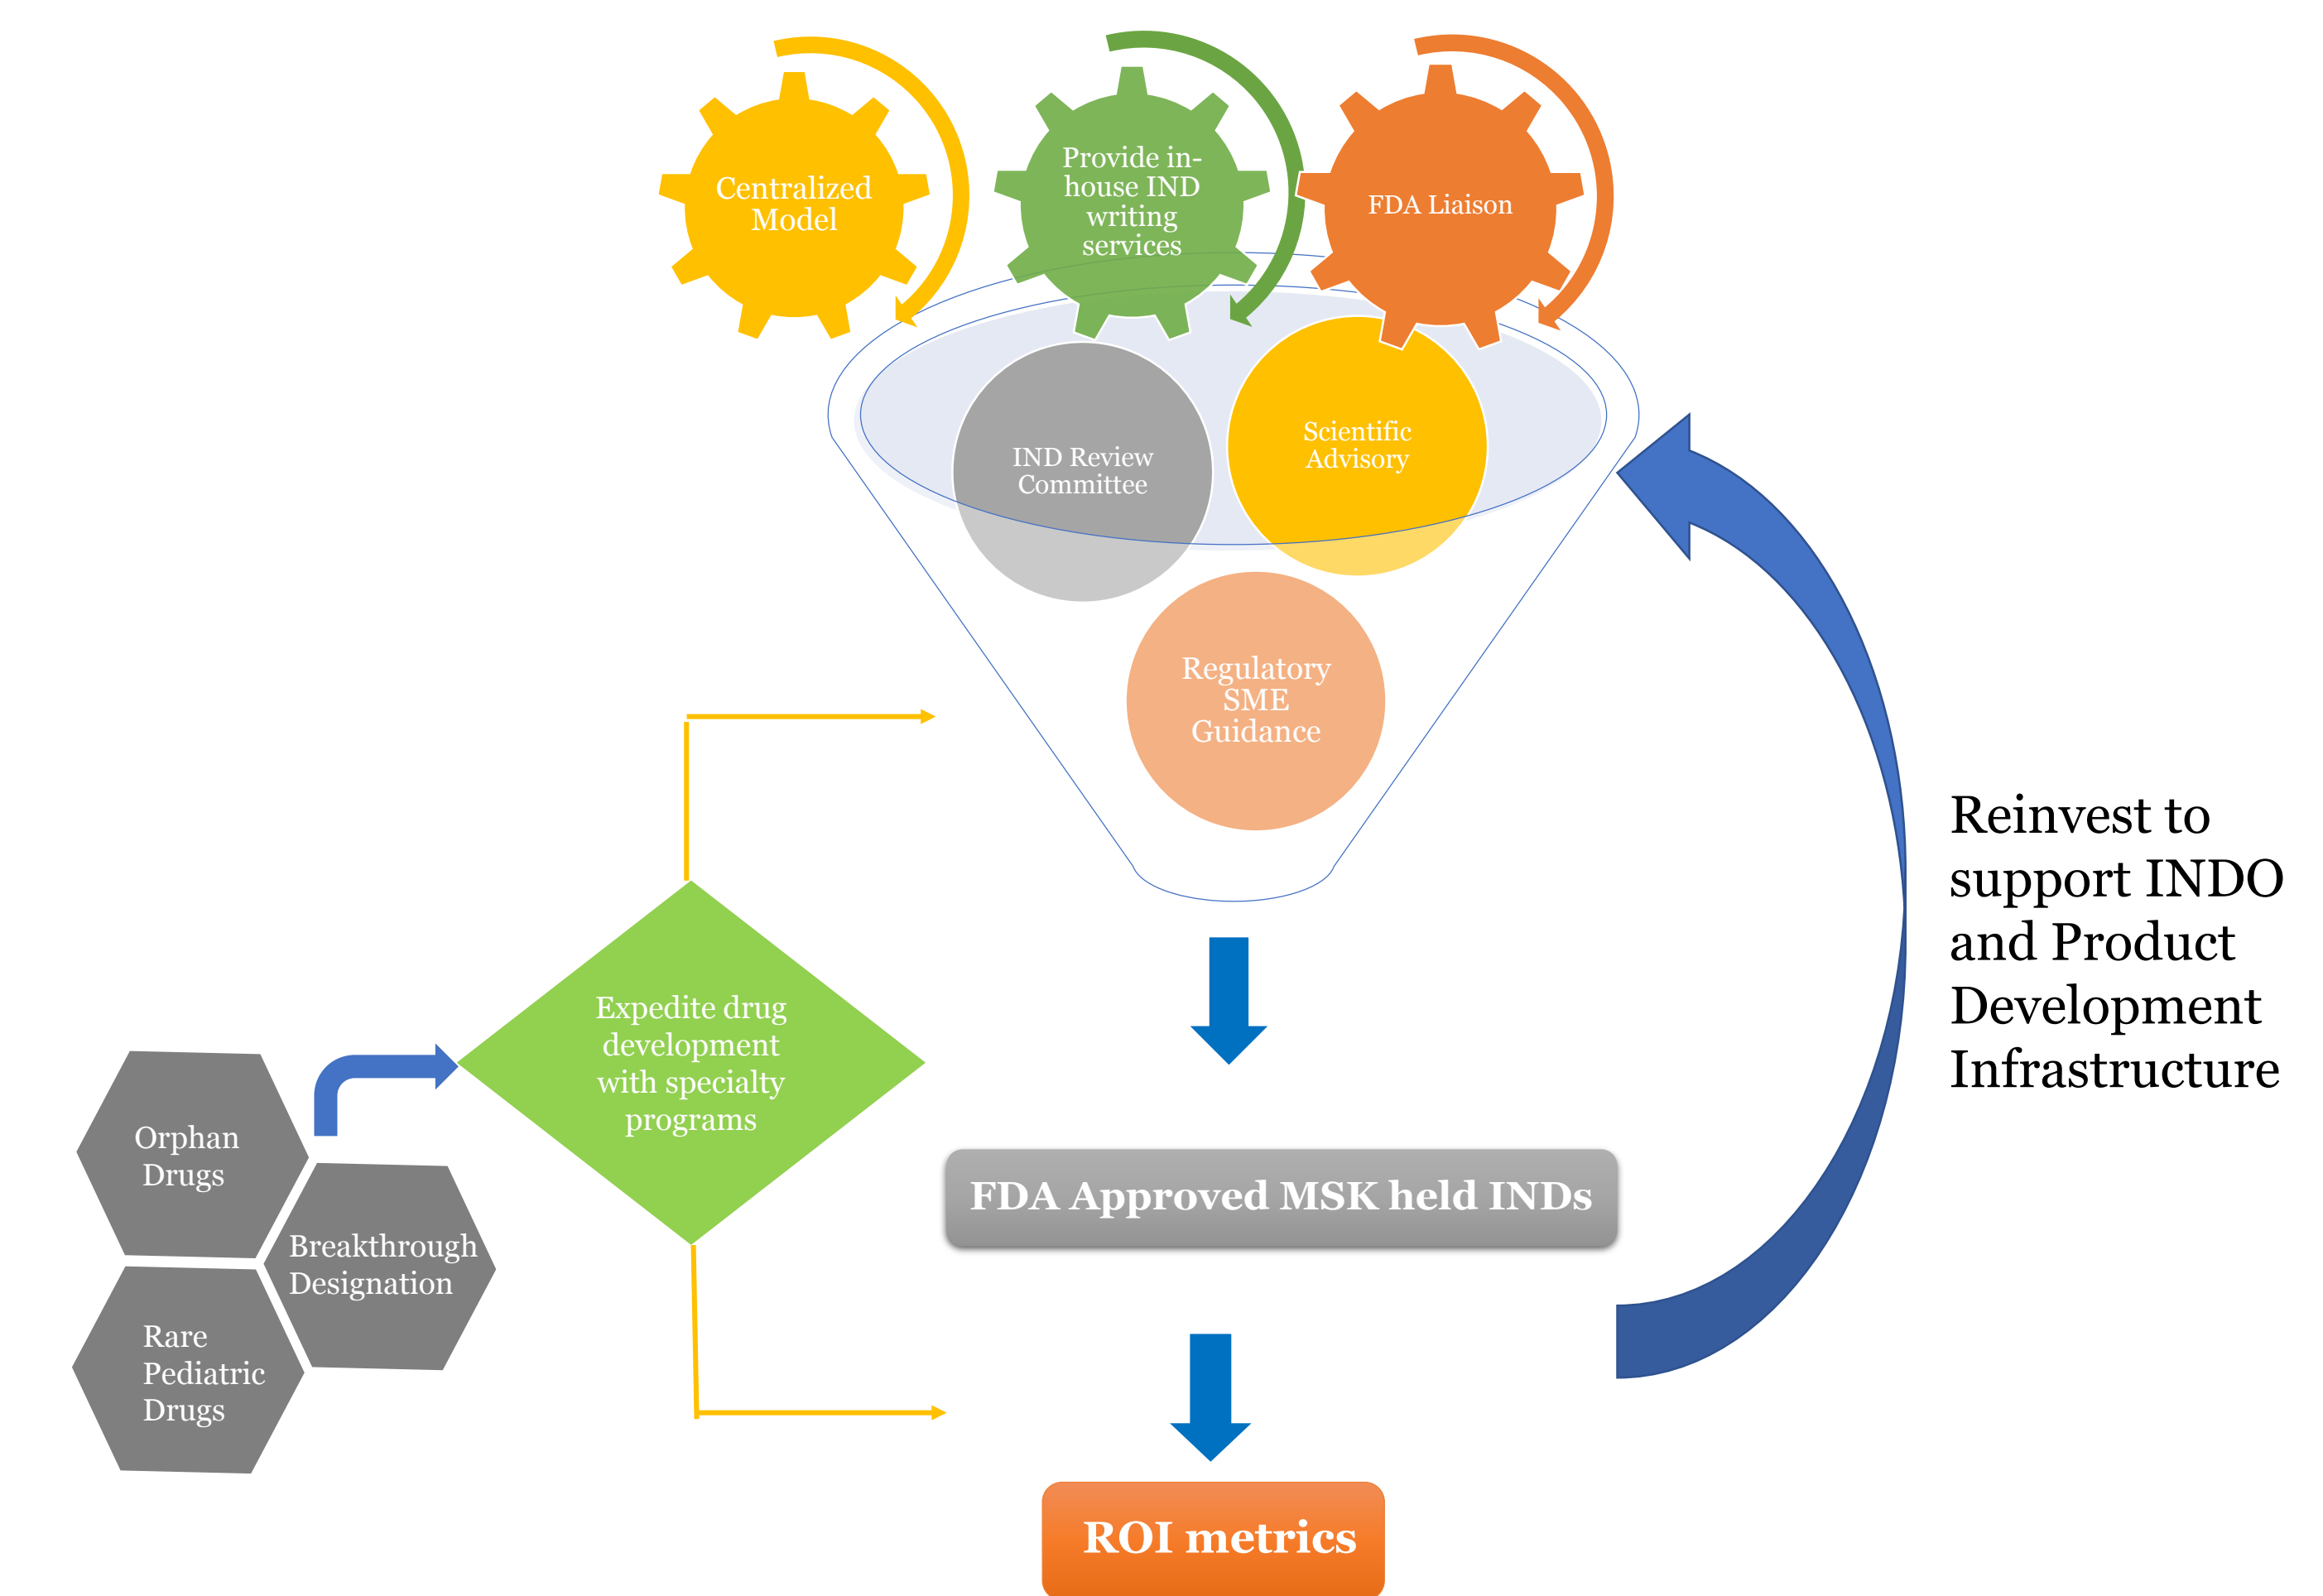 Centralized
Model
Provide in-
house IND
writing
services
FDA Liaison
IND Review
Committee
Scientific
Advisory
Regulatory
SME
Guidance
Reinvest to
support INDO
and Product
Development
Infrastructure
Expedite drug
development
with specialty
programs
Orphan
Drugs
Breakthrough
Designation
Rare
Pediatric
Drugs
FDA Approved MSK held INDs
ROI metrics